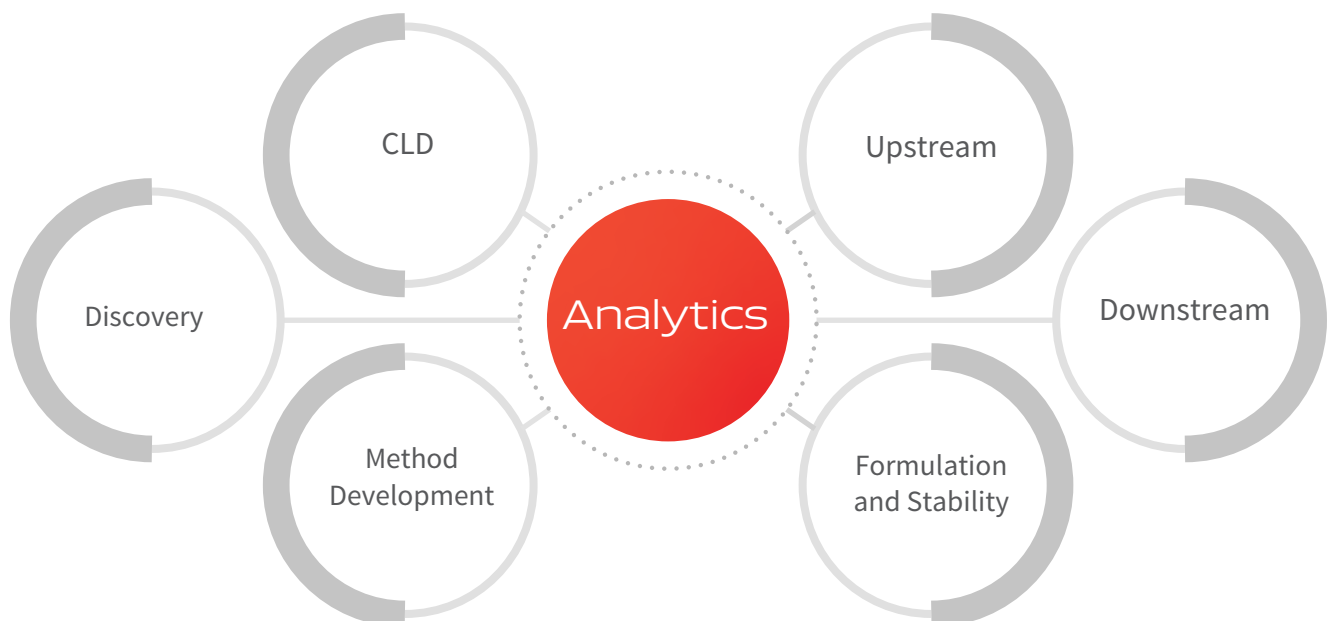 CLD
Upstream
Discovery
Analytics
Downstream
Method
Development
Formulation
and Stability